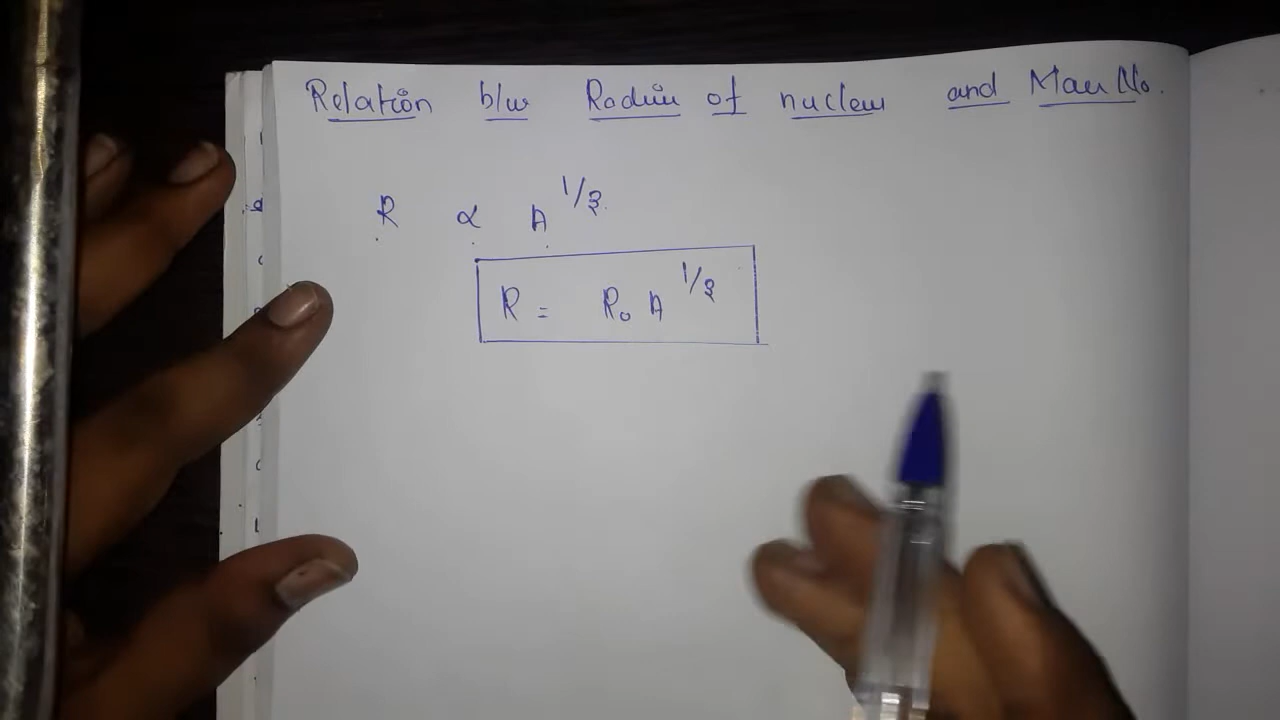 Relation b/w Radius of nucleus and Mass No.
R ∝ A^1/3
R = R₀ A^1/3